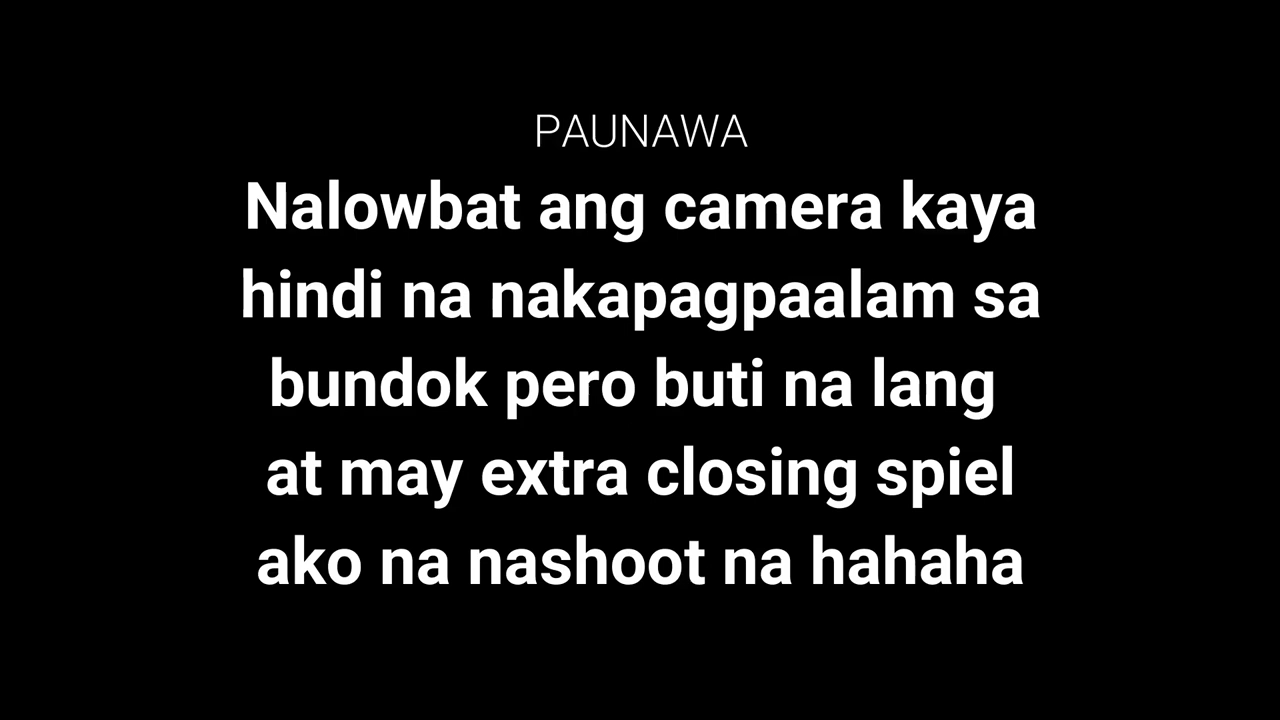 PAUNAWA
Nalowbat ang camera kaya
hindi na nakapagpaalam sa
bundok pero buti na lang
at may extra closing spiel
ako na nashoot na hahaha